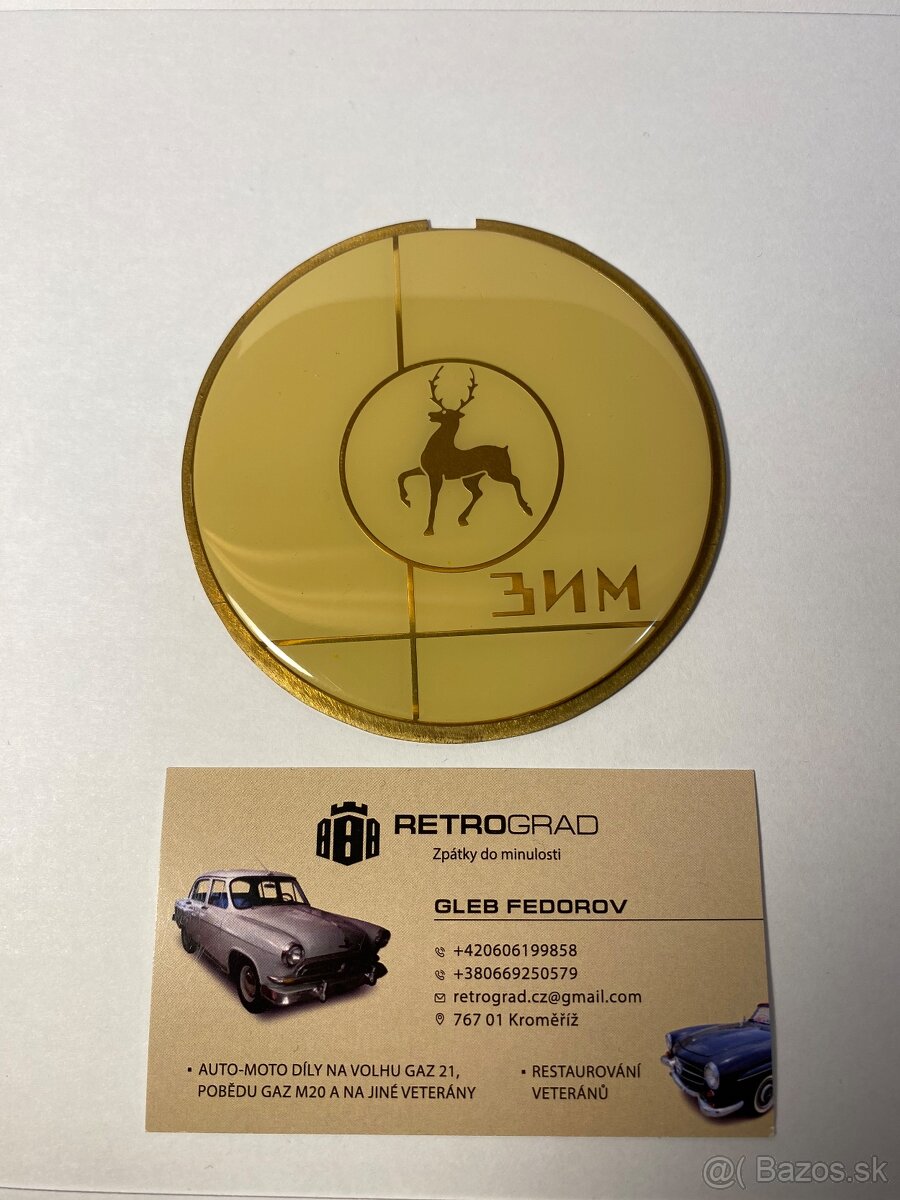 ЗИМ
RETROGRAD
Zpátky do minulosti
GLEB FEDOROV
+420606199858
+380669250579
retrograd.cz@gmail.com
767 01 Kroměříž
• AUTO-MOTO DÍLY NA VOLHU GAZ 21,
POBĚDU GAZ M20 A NA JINÉ VETERÁNY
• RESTAUROVÁNÍ
VETERÁNŮ
@( Bazos.sk